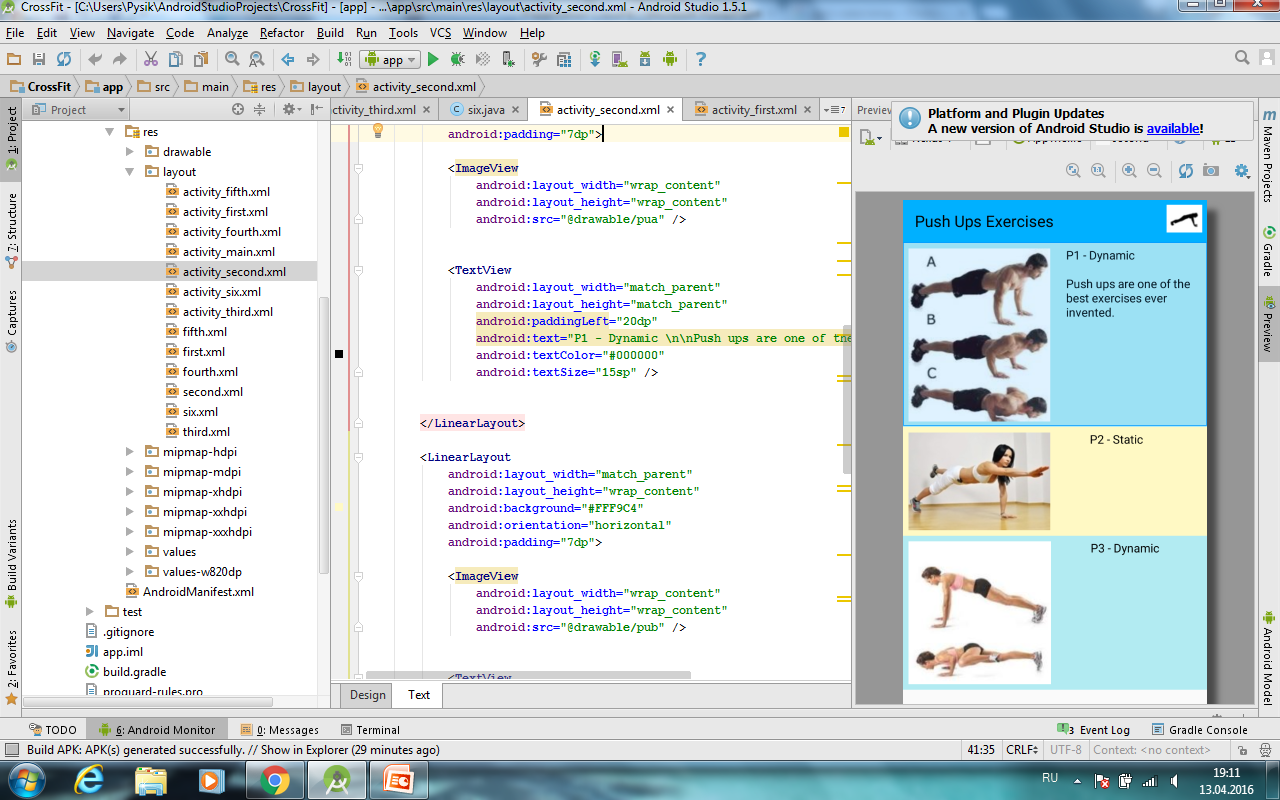 CrossFit - [C:\Users\Pysik\AndroidStudioProjects\CrossFit] - [app] - ...\app\src\main\res\layout\activity_second.xml - Android Studio 1.5.1
File Edit View Navigate Code Analyze Refactor Build Run Tools VCS Window Help
app
CrossFit app src main res layout activity_second.xml
Project
ctivity_third.xml six.java activity_second.xml activity_first.xml
7
Preview
Platform and Plugin Updates
A new version of Android Studio is available!
1: Project
7: Structure
Captures
Build Variants
2: Favorites
res
drawable
layout
activity_fifth.xml
activity_first.xml
activity_fourth.xml
activity_main.xml
activity_second.xml
activity_six.xml
activity_third.xml
fifth.xml
first.xml
fourth.xml
second.xml
six.xml
third.xml
mipmap-hdpi
mipmap-mdpi
mipmap-xhdpi
mipmap-xxhdpi
mipmap-xxxhdpi
values
values-w820dp
AndroidManifest.xml
test
.gitignore
app.iml
build.gradle
proguard-rules.pro
android:padding="7dp">
<ImageView
android:layout_width="wrap_content"
android:layout_height="wrap_content"
android:src="@drawable/pua" />
<TextView
android:layout_width="match_parent"
android:layout_height="match_parent"
android:paddingLeft="20dp"
android:text="P1 - Dynamic \n\nPush ups are one of the
android:textColor="#000000"
android:textSize="15sp" />
</LinearLayout>
<LinearLayout
android:layout_width="match_parent"
android:layout_height="wrap_content"
android:background="#FFF9C4"
android:orientation="horizontal"
android:padding="7dp">
<ImageView
android:layout_width="wrap_content"
android:layout_height="wrap_content"
android:src="@drawable/pub" />
<TextView
Design Text
Push Ups Exercises
A
B
C
P1 - Dynamic
Push ups are one of the
best exercises ever
invented.
P2 - Static
P3 - Dynamic
Maven Projects
Gradle
Preview
Android Model
TODO 6: Android Monitor 0: Messages Terminal
3 Event Log Gradle Console
Build APK: APK(s) generated successfully. // Show in Explorer (29 minutes ago)
41:35 CRLF UTF-8 Context: <no context>
RU
19:11
13.04.2016